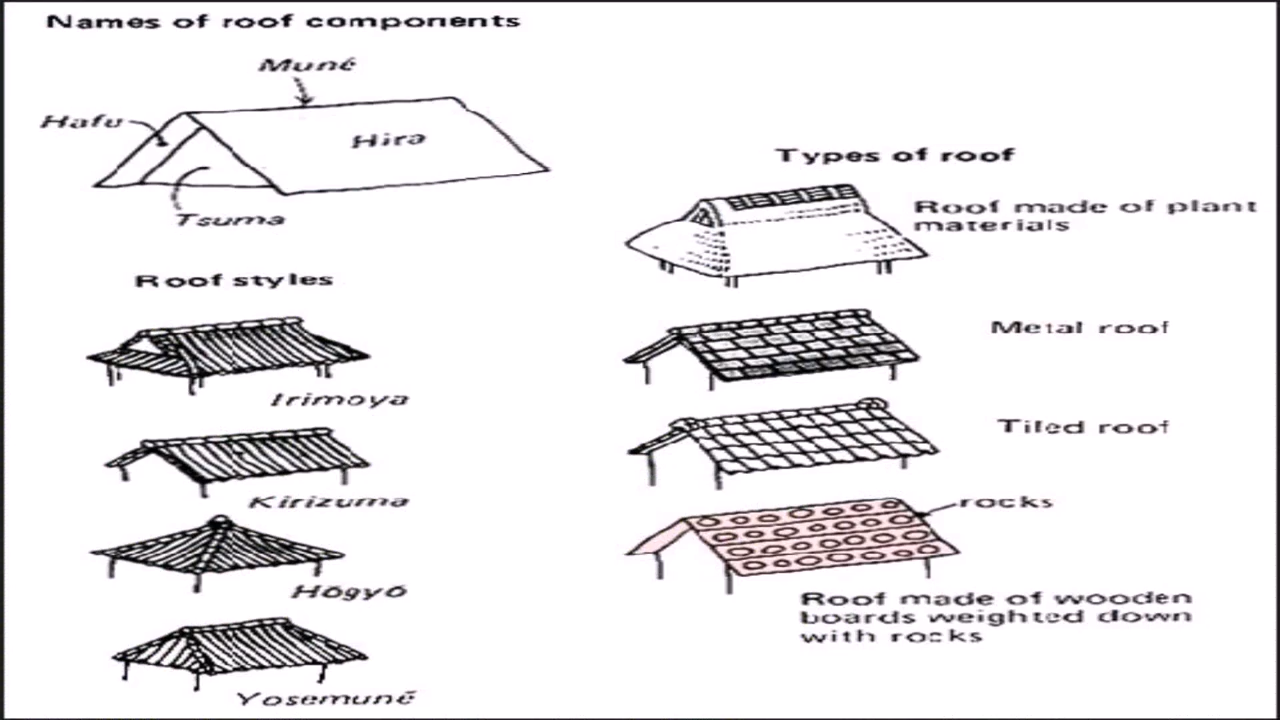 Names of roof components
Muné
Hafu
Hira
Tsuma
Roof styles
Irimoya
Kirizuma
Hōgyō
Yosemuné
Types of roof
Roof made of plant
materials
Metal roof
Tiled roof
rocks
Roof made of wooden
boards weighted down
with rocks